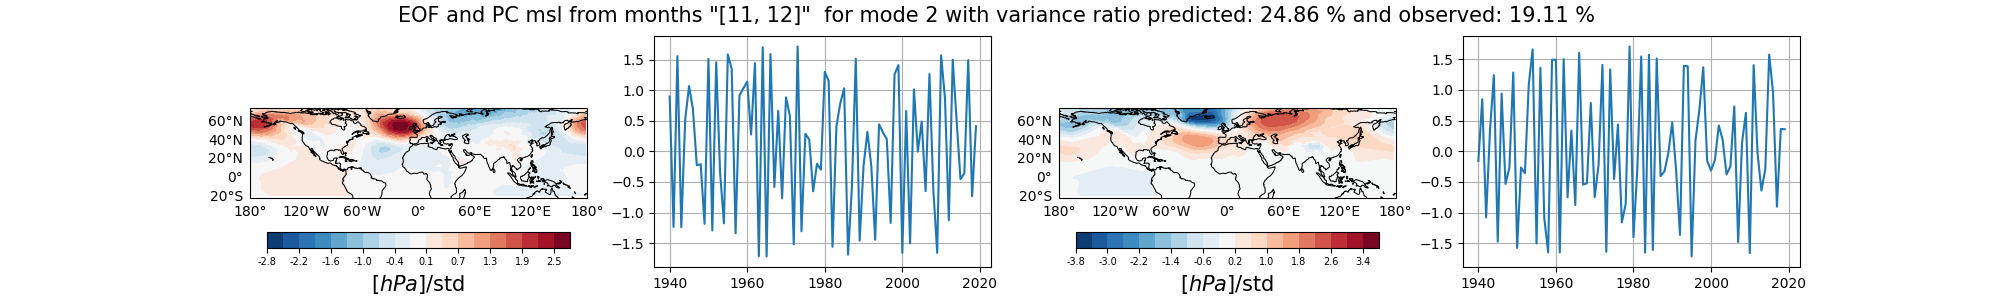 EOF and PC msl from months "[11, 12]"  for mode 2 with variance ratio predicted: 24.86 % and observed: 19.11 %
60°N
40°N
20°N
0°
20°S
180° 120°W 60°W 0° 60°E 120°E 180°
-2.8 -2.2 -1.6 -1.0 -0.4 0.1 0.7 1.3 1.9 2.5
[hPa]/std
1.5
1.0
0.5
0.0
−0.5
−1.0
−1.5
1940 1960 1980 2000 2020
60°N
40°N
20°N
0°
20°S
180° 120°W 60°W 0° 60°E 120°E 180°
-3.8 -3.0 -2.2 -1.4 -0.6 0.2 1.0 1.8 2.6 3.4
[hPa]/std
1.5
1.0
0.5
0.0
−0.5
−1.0
−1.5
1940 1960 1980 2000 2020